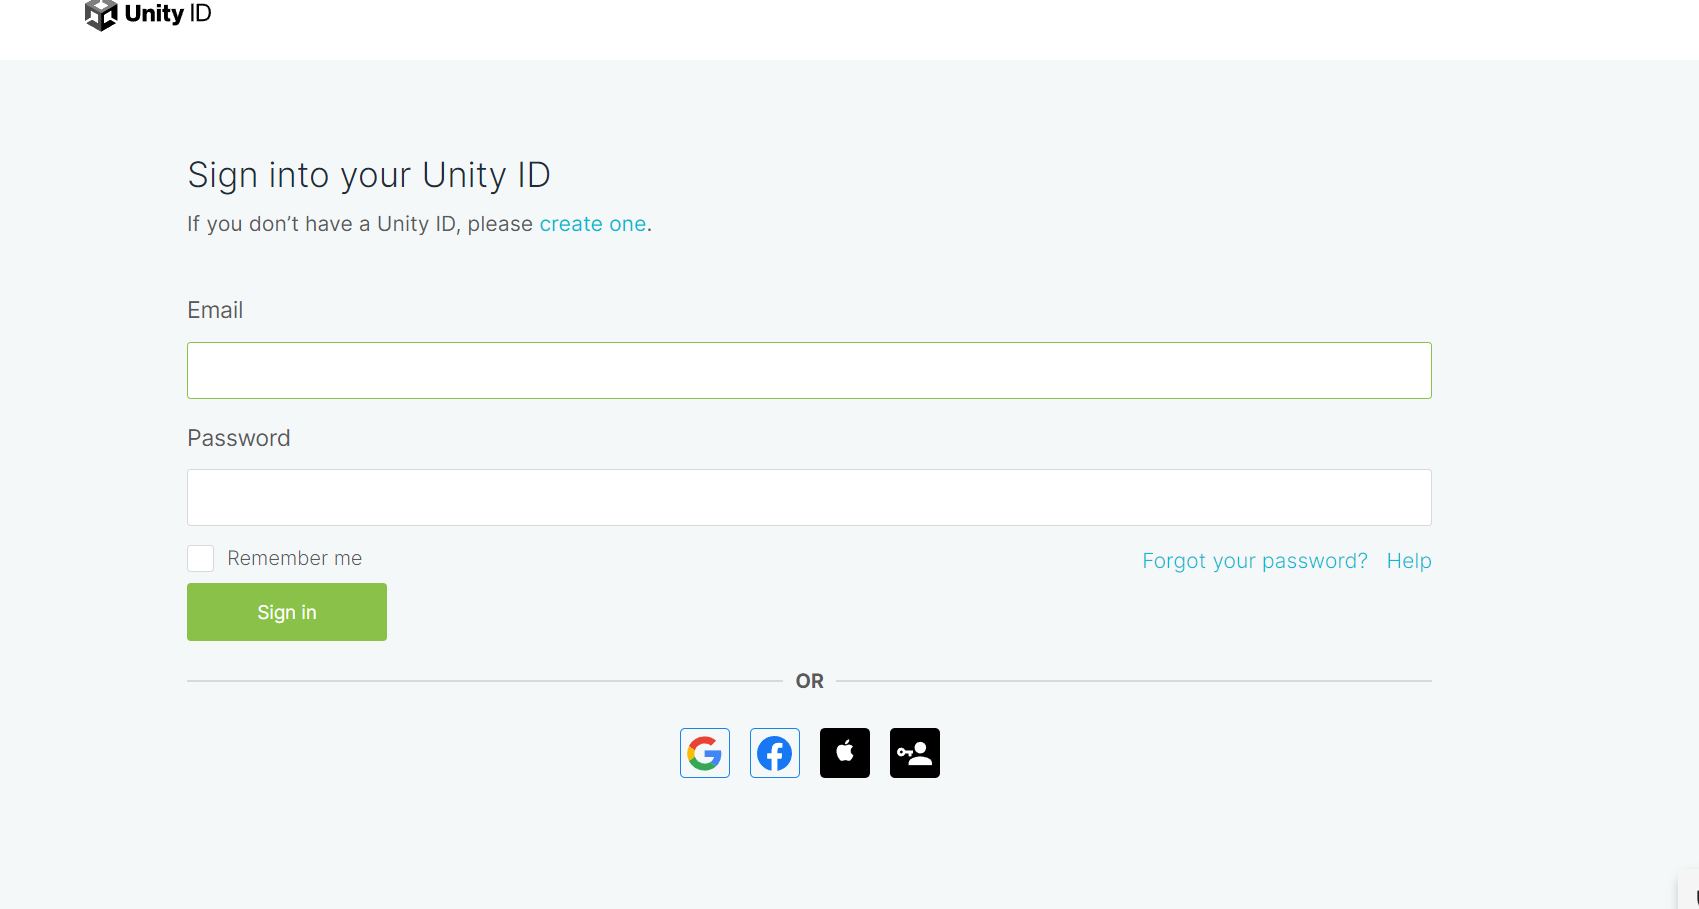 Unity ID
Sign into your Unity ID
If you don’t have a Unity ID, please create one.
Email
Password
Remember me
Forgot your password? Help
Sign in
OR